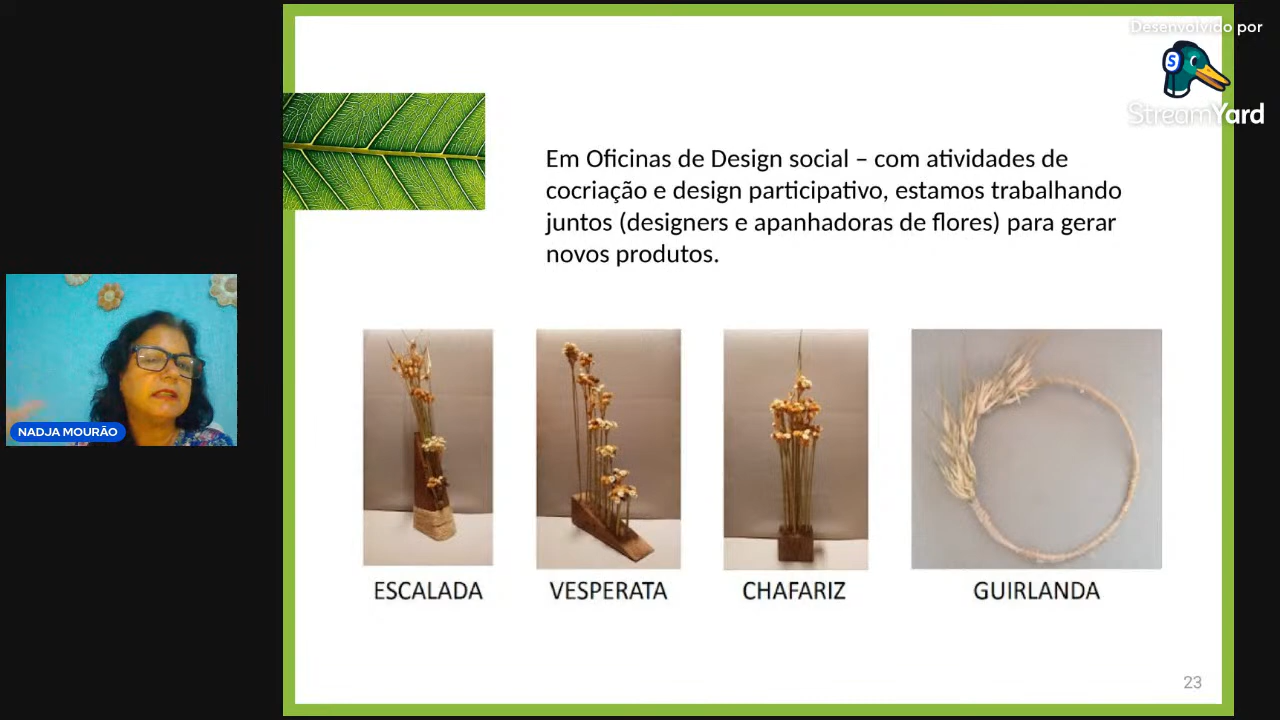 Desenvolvido por
StreamYard
Em Oficinas de Design social – com atividades de
cocriação e design participativo, estamos trabalhando
juntos (designers e apanhadoras de flores) para gerar
novos produtos.
NADJA MOURÃO
ESCALADA
VESPERATA
CHAFARIZ
GUIRLANDA
23